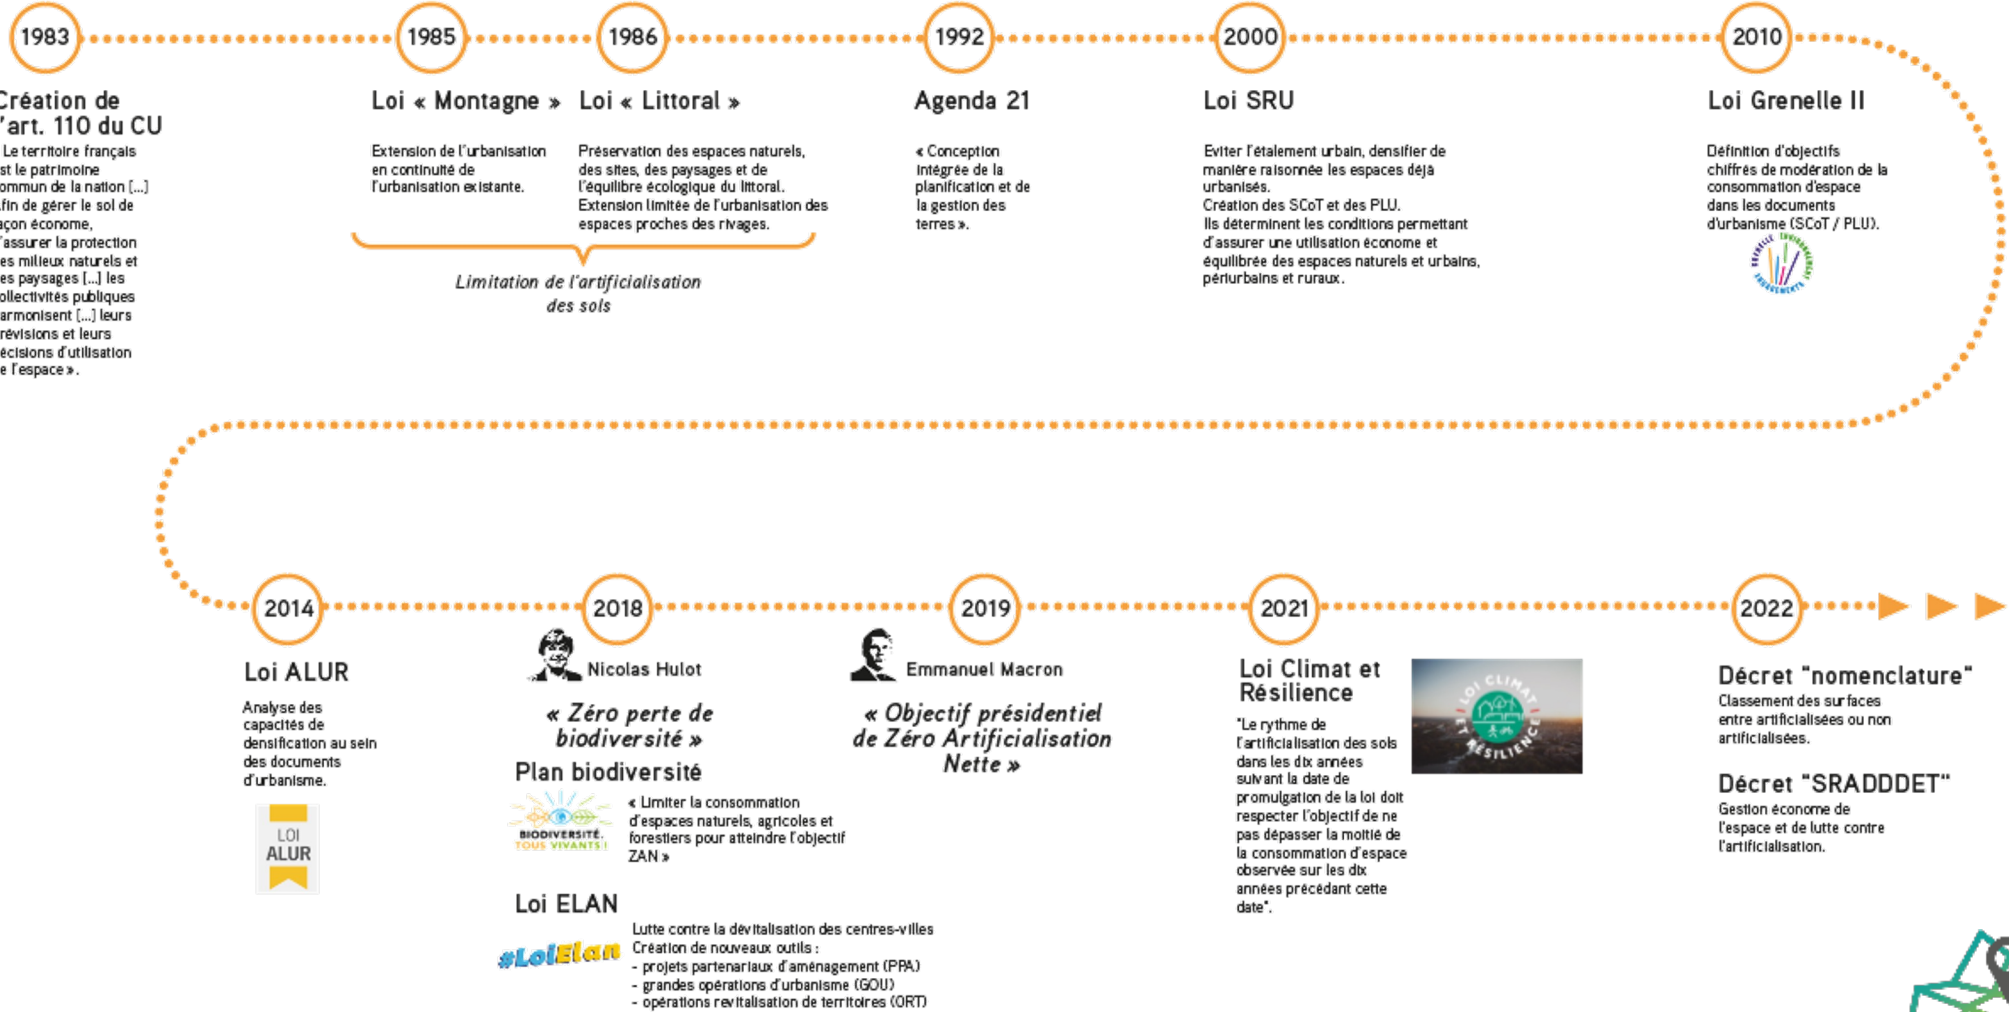 1983
1985
1986
1992
2000
2010
Création de
l'art. 110 du CU
Le territoire français
st le patrimoine
ommun de la nation [...]
fin de gérer le sol de
açon économe,
'assurer la protection
es milieux naturels et
es paysages [...] les
ollectivités publiques
armonisent [...] leurs
révisions et leurs
écisions d'utilisation
e l'espace ».
Loi « Montagne »
Extension de l'urbanisation
en continuité de
l'urbanisation existante.
Loi « Littoral »
Préservation des espaces naturels,
des sites, des paysages et de
l'équilibre écologique du littoral.
Extension limitée de l'urbanisation des
espaces proches des rivages.
Limitation de l'artificialisation
des sols
Agenda 21
« Conception
intégrée de la
planification et de
la gestion des
terres ».
Loi SRU
Eviter l'étalement urbain, densifier de
manière raisonnée les espaces déjà
urbanisés.
Création des SCoT et des PLU.
Ils déterminent les conditions permettant
d'assurer une utilisation économe et
équilibrée des espaces naturels et urbains,
périurbains et ruraux.
Loi Grenelle II
Définition d'objectifs
chiffrés de modération de la
consommation d'espace
dans les documents
d'urbanisme (SCoT / PLU).
GRENELLE ENVIRONNEMENT
ENGAGEMENTS
2014
2018
2019
2021
2022
Loi ALUR
Analyse des
capacités de
densification au sein
des documents
d'urbanisme.
LOI
ALUR
Nicolas Hulot
« Zéro perte de
biodiversité »
Plan biodiversité
BIODIVERSITÉ.
TOUS VIVANTS !
« Limiter la consommation
d'espaces naturels, agricoles et
forestiers pour atteindre l'objectif
ZAN »
Loi ELAN
#LoiElan
Lutte contre la dévitalisation des centres-villes
Création de nouveaux outils :
- projets partenariaux d'aménagement (PPA)
- grandes opérations d'urbanisme (GOU)
- opérations revitalisation de territoires (ORT)
Emmanuel Macron
« Objectif présidentiel
de Zéro Artificialisation
Nette »
Loi Climat et
Résilience
"Le rythme de
l'artificialisation des sols
dans les dix années
suivant la date de
promulgation de la loi doit
respecter l'objectif de ne
pas dépasser la moitié de
la consommation d'espace
observée sur les dix
années précédant cette
date".
LOI CLIMAT
ET RÉSILIENCE
Décret "nomenclature"
Classement des surfaces
entre artificialisées ou non
artificialisées.
Décret "SRADDDET"
Gestion économe de
l'espace et de lutte contre
l'artificialisation.